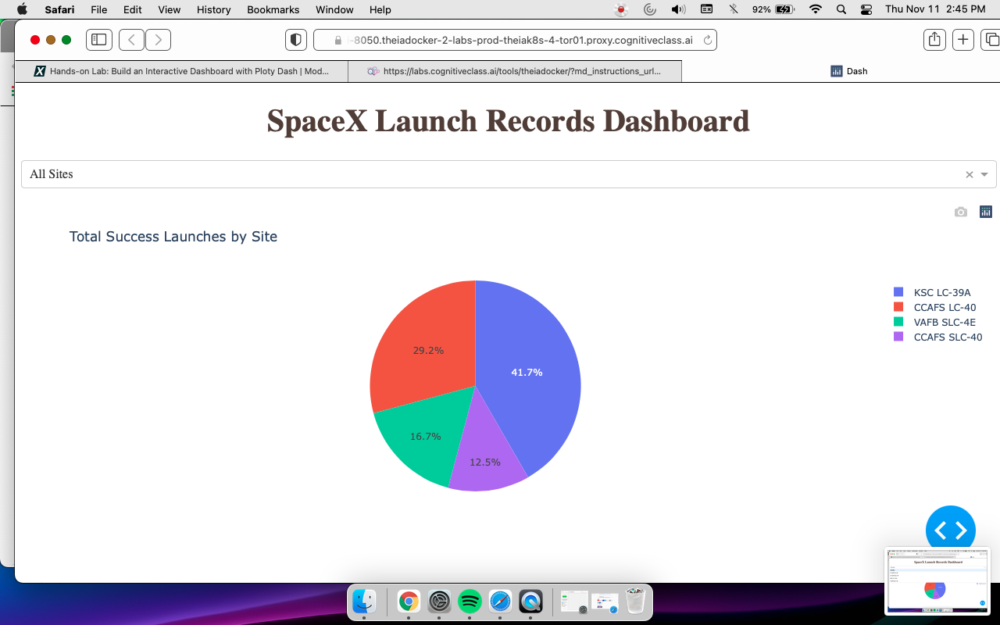 Safari File Edit View History Bookmarks Window Help 92% Thu Nov 11 2:45 PM
-8050.theiadocker-2-labs-prod-theiak8s-4-tor01.proxy.cognitiveclass.ai
Hands-on Lab: Build an Interactive Dashboard with Ploty Dash | Mod... https://labs.cognitiveclass.ai/tools/theiadocker/?md_instructions_url... Dash
SpaceX Launch Records Dashboard
All Sites
Total Success Launches by Site
KSC LC-39A
CCAFS LC-40
VAFB SLC-4E
CCAFS SLC-40
29.2%
41.7%
16.7%
12.5%
SpaceX Launch Records Dashboard